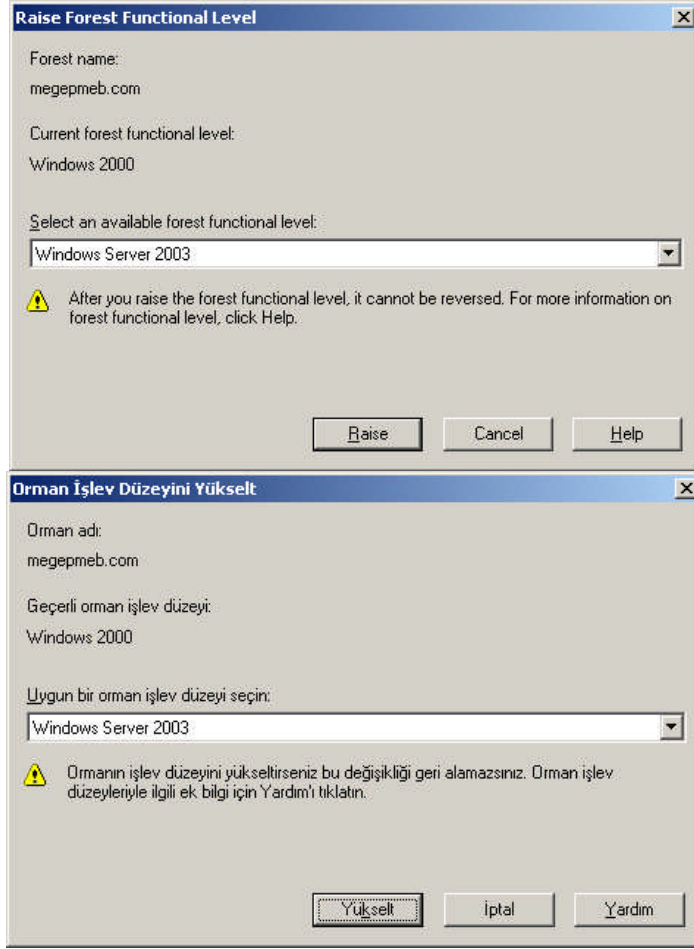 Raise Forest Functional Level
Forest name:
megepmeb.com
Current forest functional level:
Windows 2000
Select an available forest functional level:
Windows Server 2003
After you raise the forest functional level, it cannot be reversed. For more information on
forest functional level, click Help.
Raise Cancel Help
Orman İşlev Düzeyini Yükselt
Orman adı:
megepmeb.com
Geçerli orman işlev düzeyi:
Windows 2000
Uygun bir orman işlev düzeyi seçin:
Windows Server 2003
Ormanın işlev düzeyini yükseltirseniz bu değişikliği geri alamazsınız. Orman işlev
düzeyleriyle ilgili ek bilgi için Yardım'ı tıklatın.
Yükselt İptal Yardım